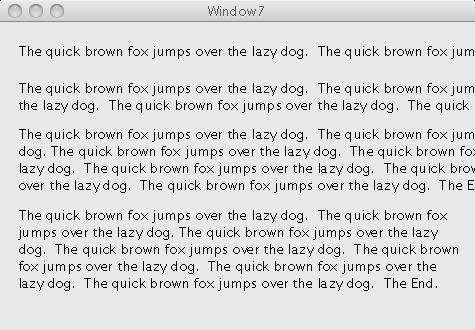 Window7
The quick brown fox jumps over the lazy dog.  The quick brown fox jum
The quick brown fox jumps over the lazy dog.  The quick brown fox jumps
the lazy dog.  The quick brown fox jumps over the lazy dog.  The quick
The quick brown fox jumps over the lazy dog.  The quick brown fox jump
dog. The quick brown fox jumps over the lazy dog.  The quick brown fo
lazy dog.  The quick brown fox jumps over the lazy dog.  The quick brow
over the lazy dog.  The quick brown fox jumps over the lazy dog.  The E
The quick brown fox jumps over the lazy dog.  The quick brown fox
jumps over the lazy dog. The quick brown fox jumps over the lazy
dog.  The quick brown fox jumps over the lazy dog.  The quick brown
fox jumps over the lazy dog.  The quick brown fox jumps over the
lazy dog.  The quick brown fox jumps over the lazy dog.  The End.